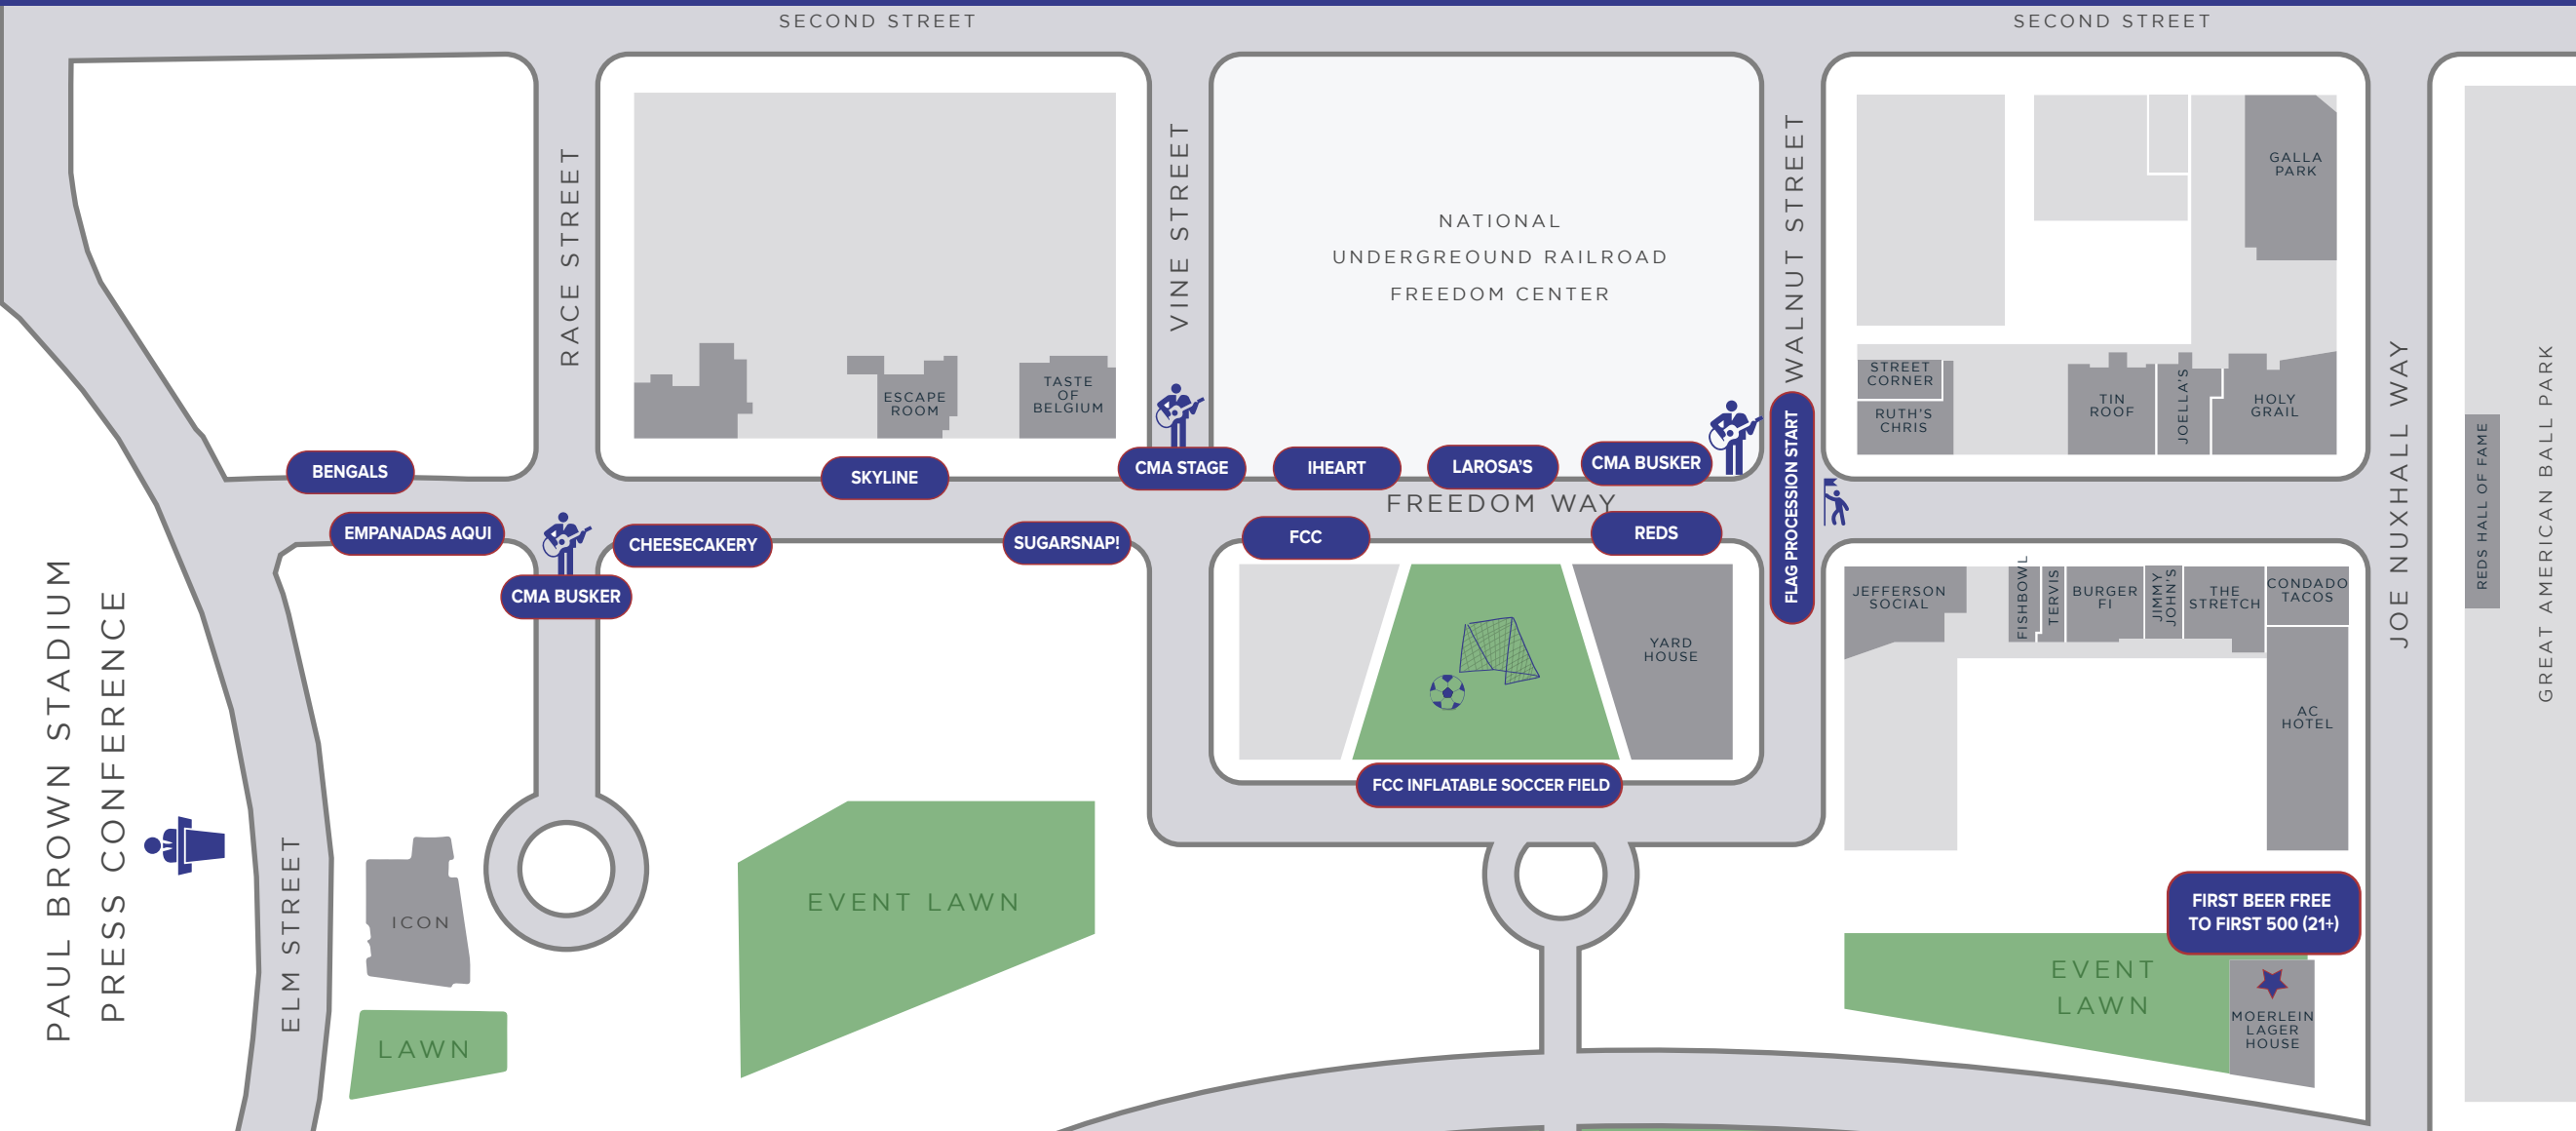 SECOND STREET
SECOND STREET
RACE STREET
VINE STREET
WALNUT STREET
NATIONAL
UNDERGREOUND RAILROAD
FREEDOM CENTER
GALLA
PARK
ESCAPE
ROOM
TASTE
OF
BELGIUM
STREET
CORNER
RUTH'S
CHRIS
TIN
ROOF
JOELLA'S
HOLY
GRAIL
JOE NUXHALL WAY
REDS HALL OF FAME
GREAT AMERICAN BALL PARK
BENGALS
SKYLINE
CMA STAGE
IHEART
LAROSA'S
CMA BUSKER
FLAG PROCESSION START
FREEDOM WAY
EMPANADAS AQUI
CHEESECAKERY
SUGARSNAP!
FCC
REDS
CMA BUSKER
YARD
HOUSE
JEFFERSON
SOCIAL
FISHBOWL
TERVIS
BURGER
FI
JIMMY
JOHN'S
THE
STRETCH
CONDADO
TACOS
AC
HOTEL
FCC INFLATABLE SOCCER FIELD
PAUL BROWN STADIUM
PRESS CONFERENCE
ELM STREET
ICON
LAWN
EVENT LAWN
FIRST BEER FREE
TO FIRST 500 (21+)
EVENT
LAWN
MOERLEIN
LAGER
HOUSE